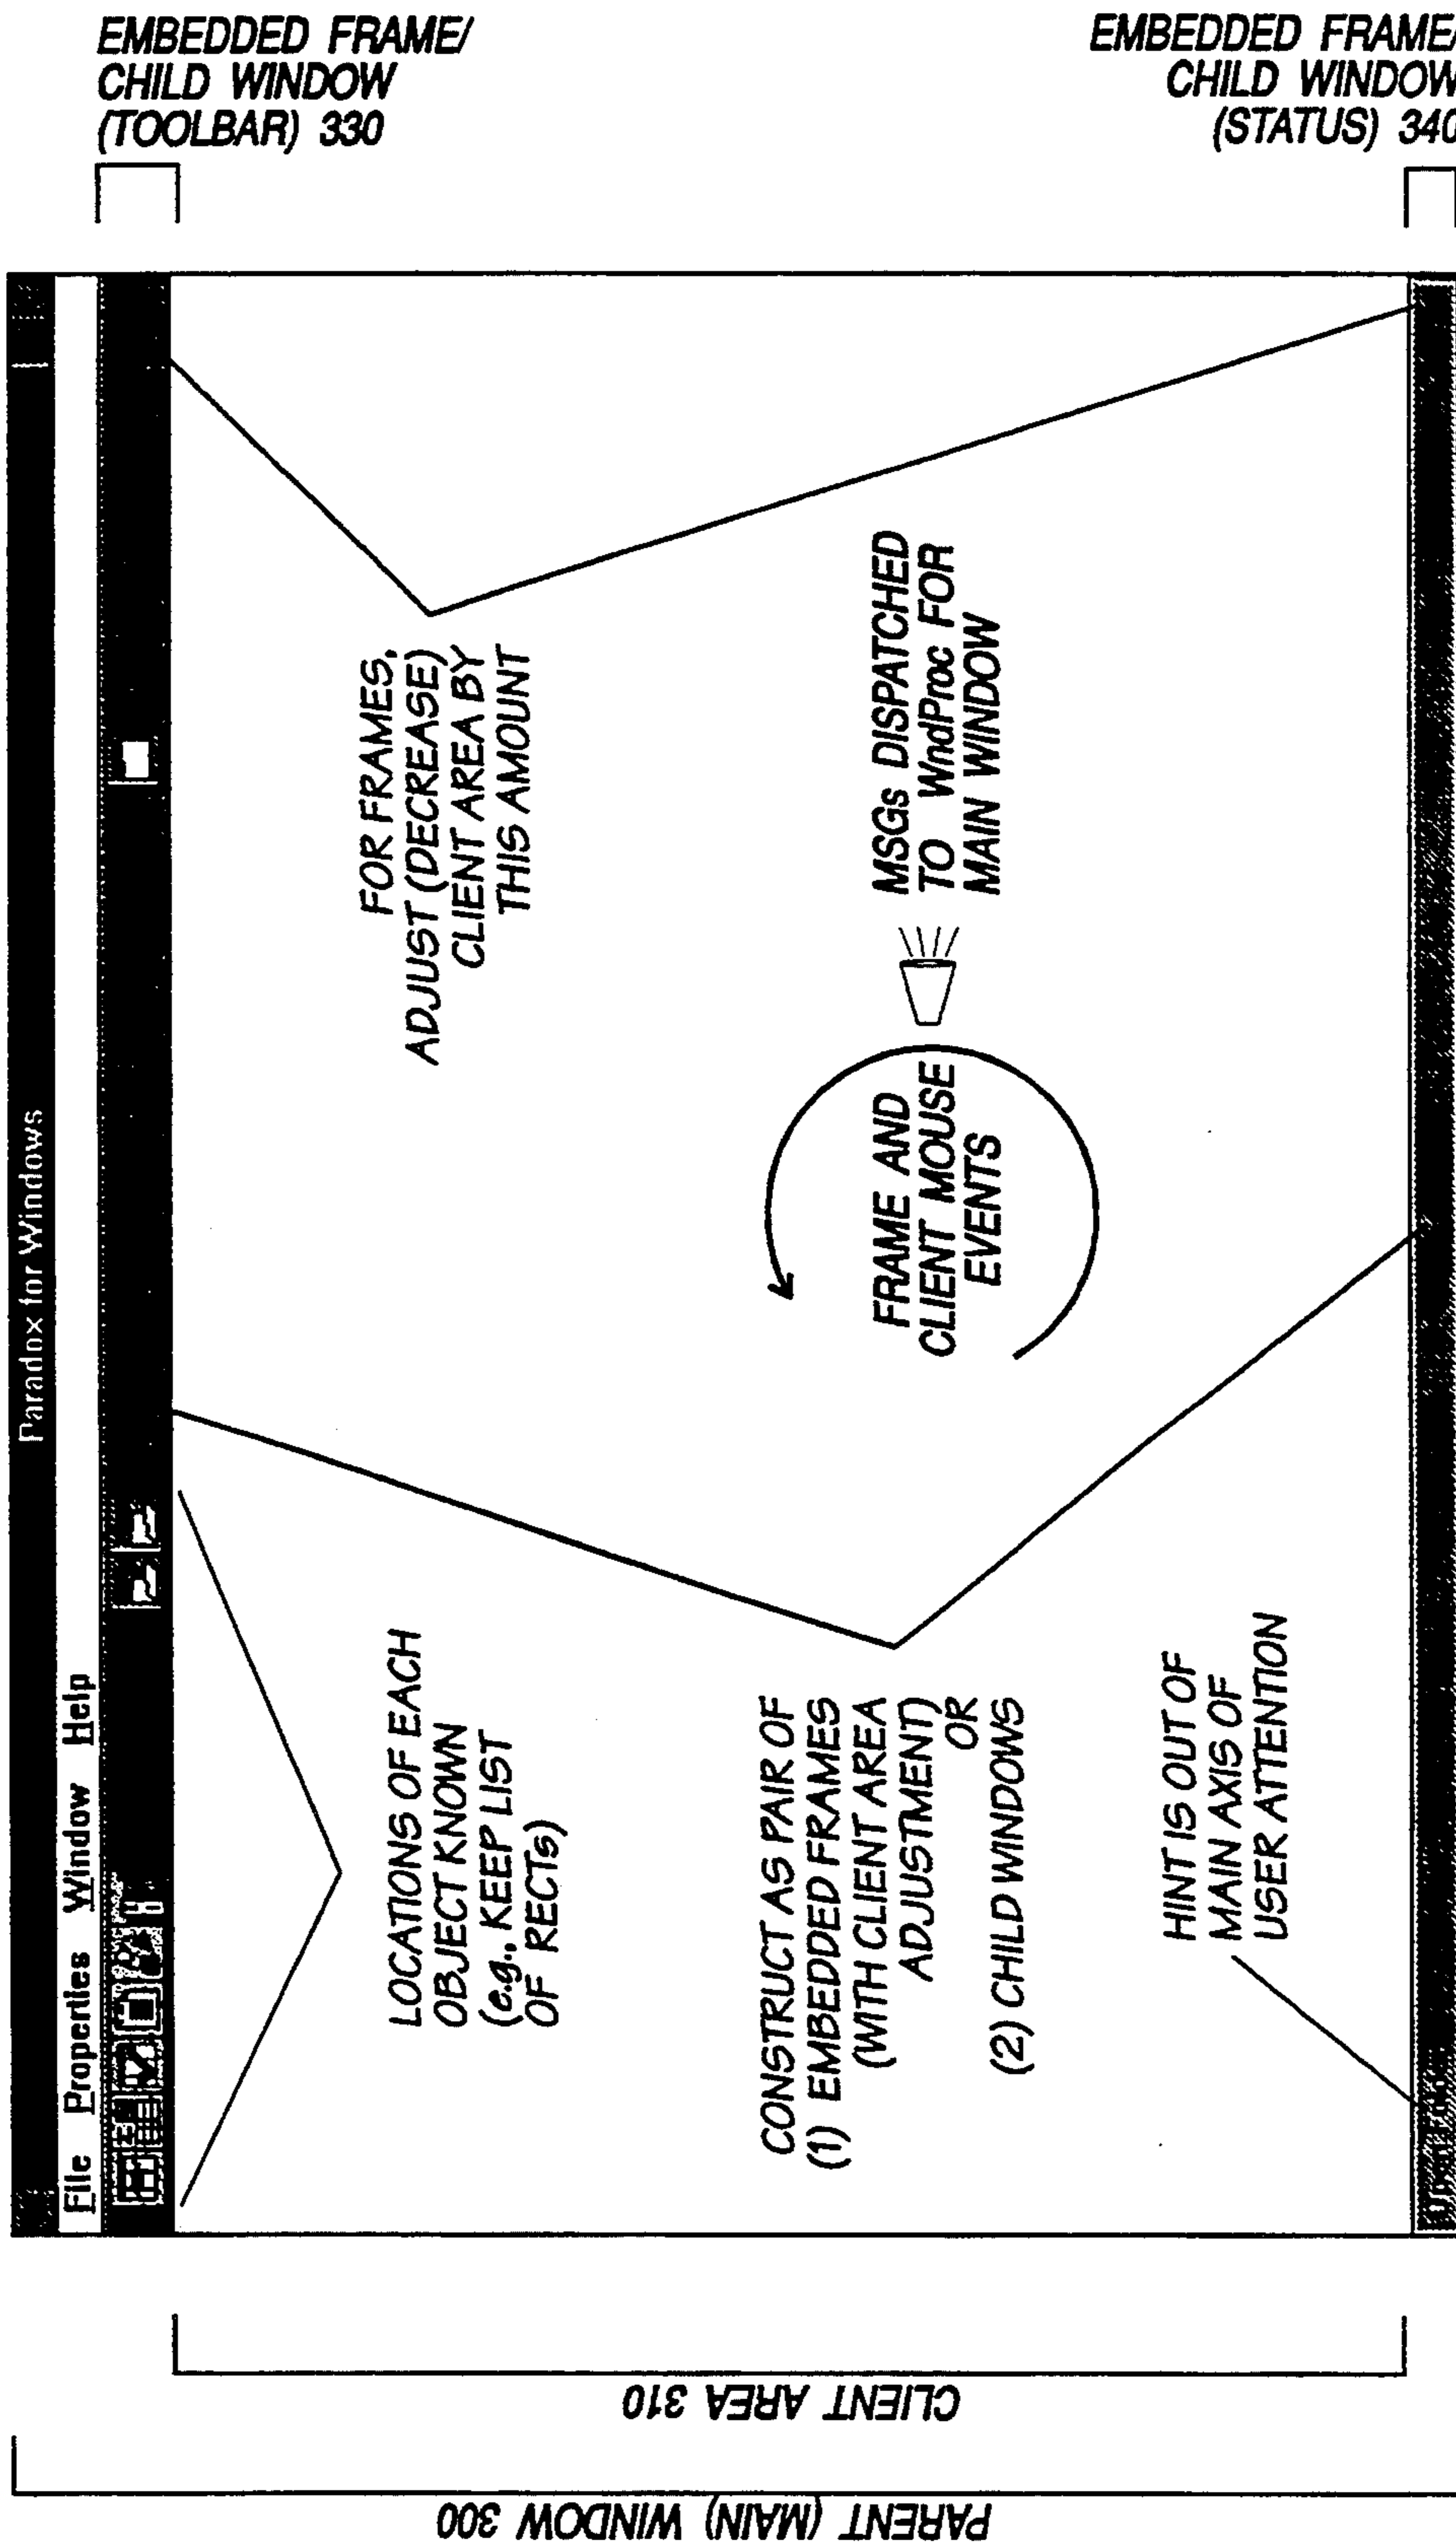 EMBEDDED FRAME/
CHILD WINDOW
(TOOLBAR) 330
EMBEDDED FRAME/
CHILD WINDOW
(STATUS) 340
Paradox for Windows
File Properties Window Help
LOCATIONS OF EACH
OBJECT KNOWN
(e.g., KEEP LIST
OF RECTs)
FOR FRAMES,
ADJUST (DECREASE)
CLIENT AREA BY
THIS AMOUNT
CONSTRUCT AS PAIR OF
(1) EMBEDDED FRAMES
(WITH CLIENT AREA
ADJUSTMENT)
OR
(2) CHILD WINDOWS
FRAME AND
CLIENT MOUSE
EVENTS
MSGs DISPATCHED
TO WndProc FOR
MAIN WINDOW
HINT IS OUT OF
MAIN AXIS OF
USER ATTENTION
CLIENT AREA 310
PARENT (MAIN) WINDOW 300